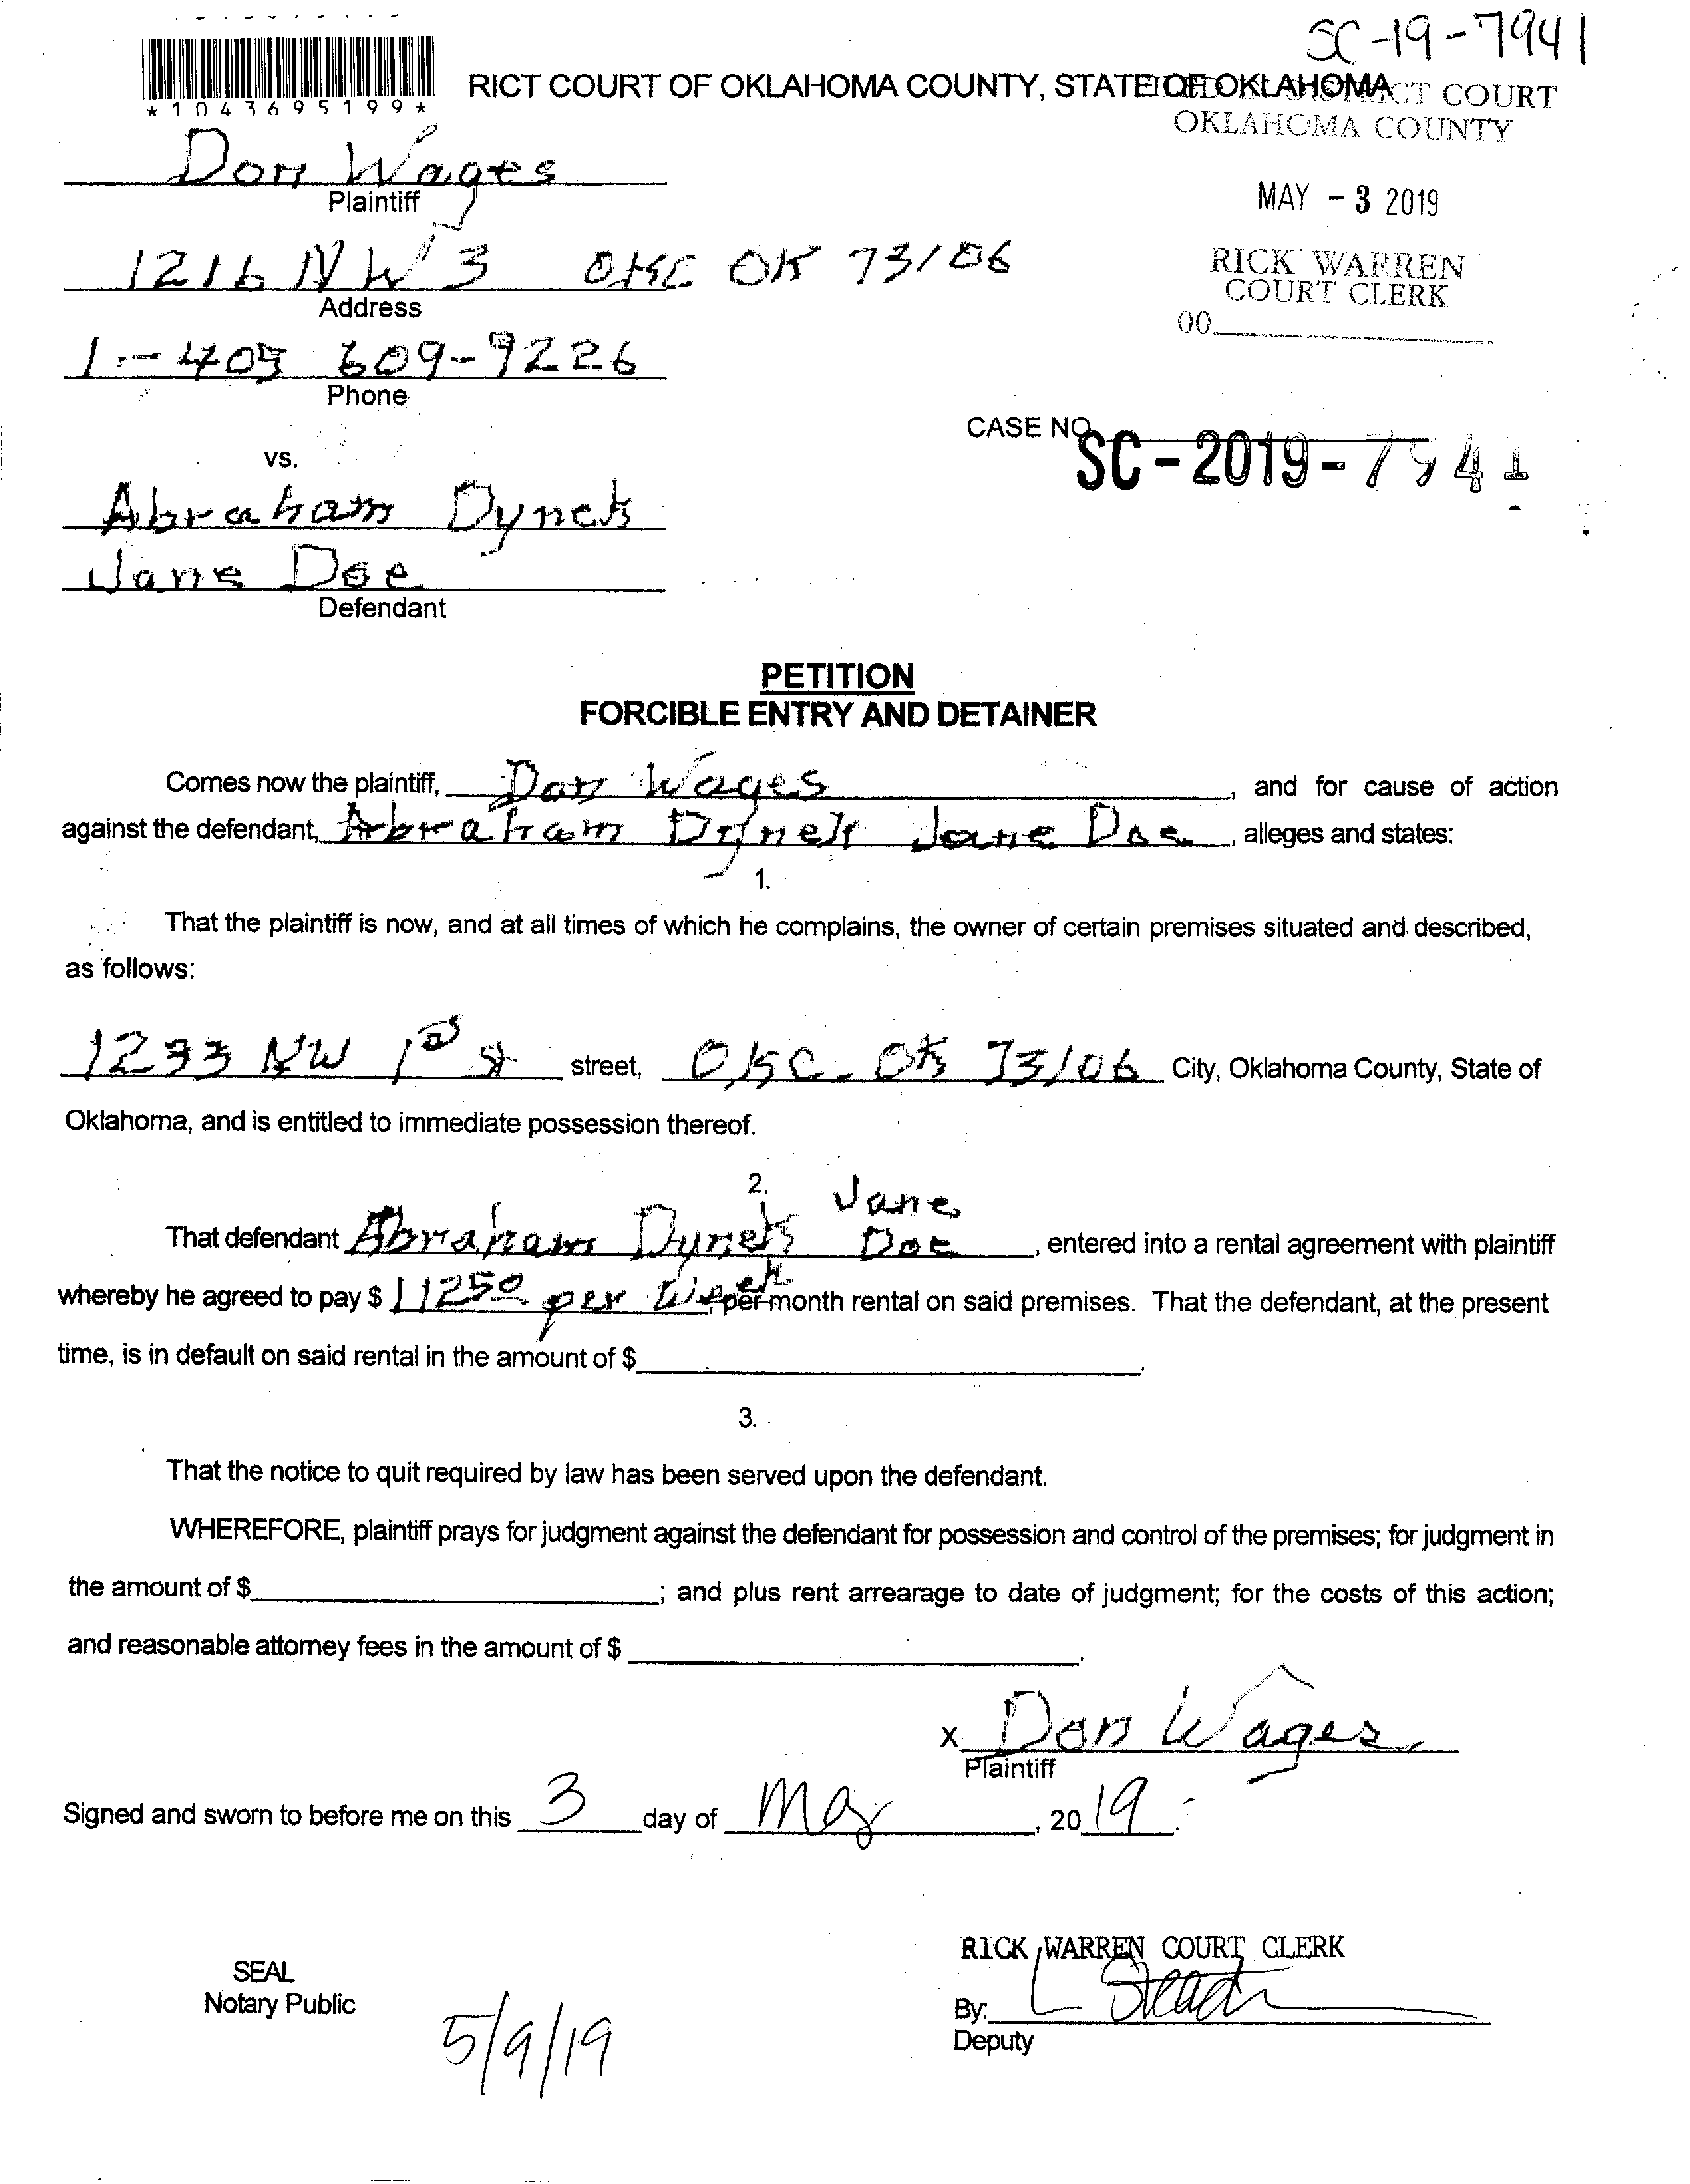 SC-19-7941
*1043695199*
RICT COURT OF OKLAHOMA COUNTY, STATE OF OKLAHOMA
CT COURT
OKLAHOMA COUNTY
Don Wages
Plaintiff
MAY - 3 2019
1216 NW 3 OKC OK 73106
Address
RICK WARREN
COURT CLERK
00
1-405 609-9226
Phone
CASE NO
SC-2019-7941
vs.
Abraham
Jane Doe
Defendant
PETITION
FORCIBLE ENTRY AND DETAINER
Comes now the plaintiff, Don Wages, and for cause of action
against the defendant, Abraham Jane Doe, alleges and states:
1.
That the plaintiff is now, and at all times of which he complains, the owner of certain premises situated and described,
as follows:
1233 NW 1st St street, OKC. OK 73106 City, Oklahoma County, State of
Oklahoma, and is entitled to immediate possession thereof.
2.
Jane
That defendant Abraham Doe, entered into a rental agreement with plaintiff
whereby he agreed to pay $ per Week per month rental on said premises. That the defendant, at the present
time, is in default on said rental in the amount of $
3.
That the notice to quit required by law has been served upon the defendant.
WHEREFORE, plaintiff prays for judgment against the defendant for possession and control of the premises; for judgment in
the amount of $ ; and plus rent arrearage to date of judgment; for the costs of this action;
and reasonable attorney fees in the amount of $ .
x Don Wages
Plaintiff
Signed and sworn to before me on this 3 day of May, 2019.
RICK WARREN COURT CLERK
SEAL
Notary Public
By:
Deputy
5/9/19